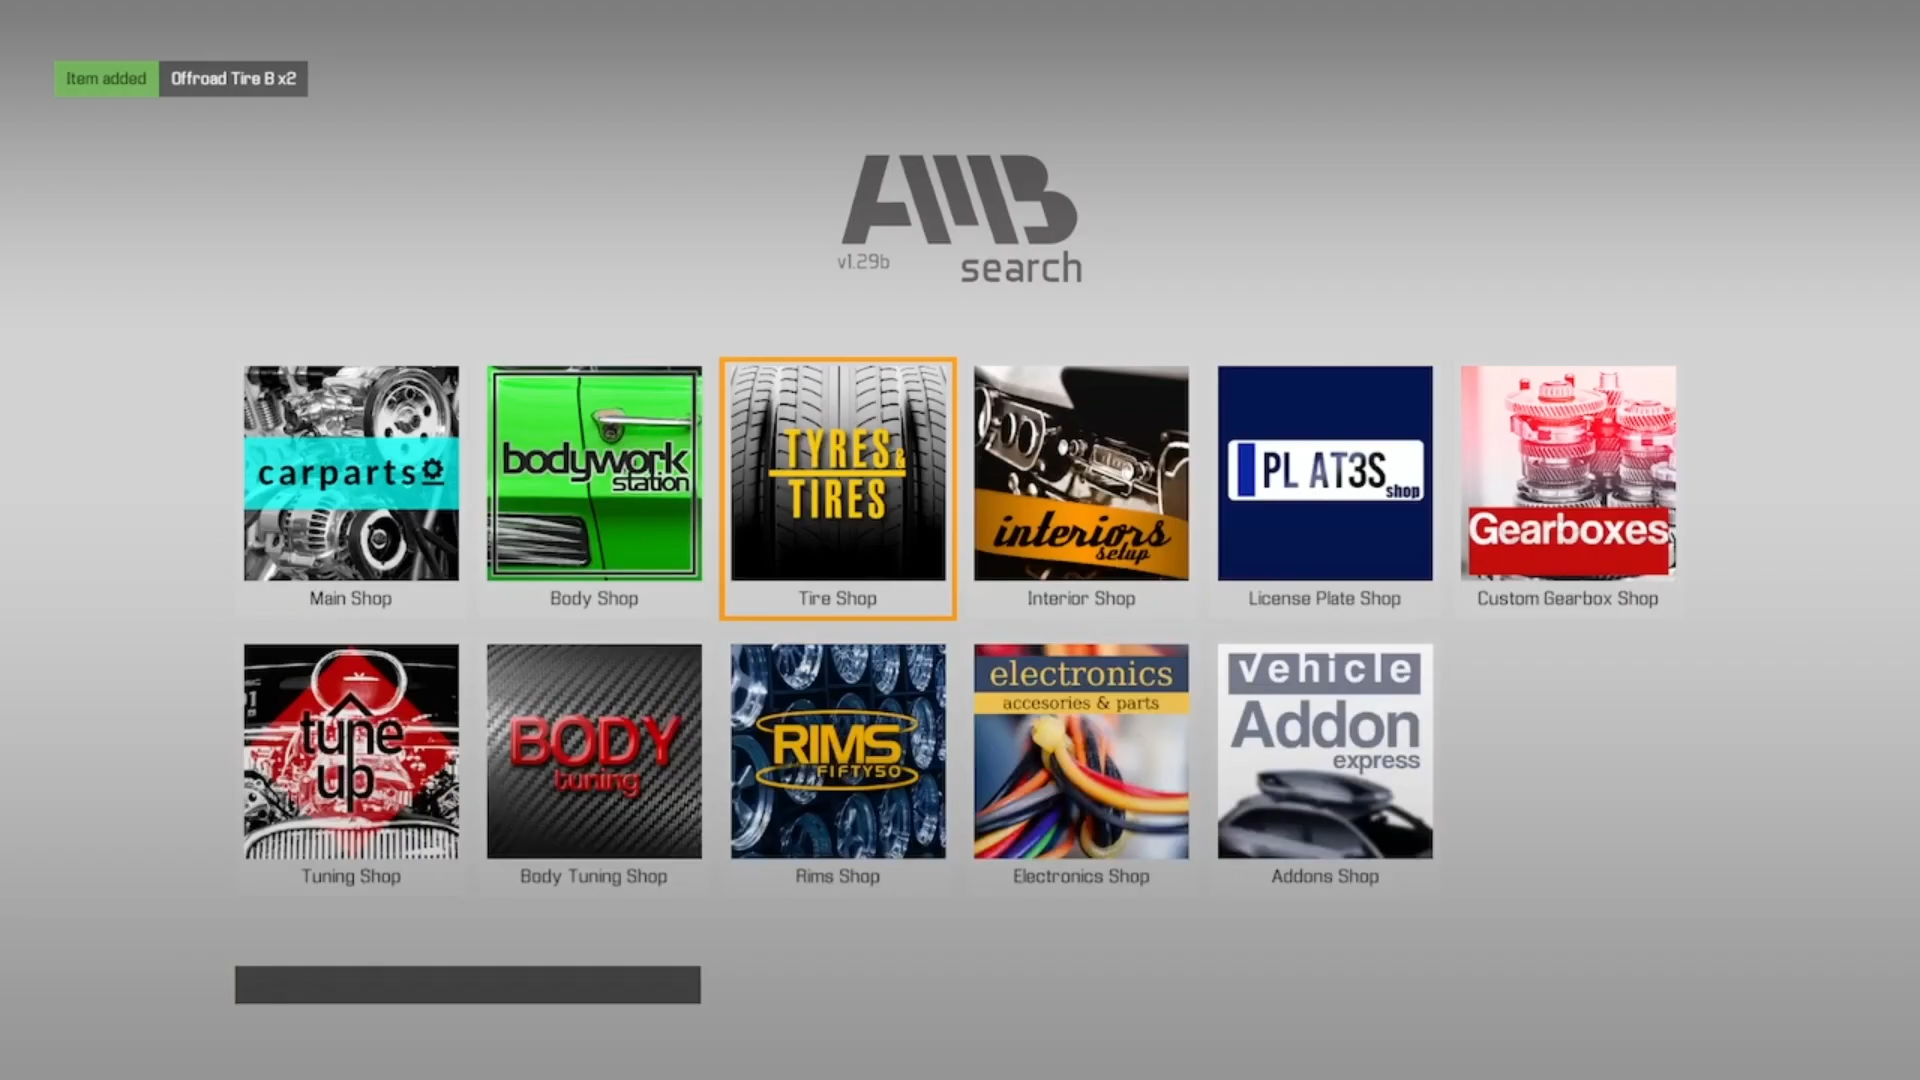 Item added Offroad Tire B x2
AMB
v1.29b
search
carparts
bodywork
station
TYRES &
TIRES
interiors
setup
PL AT3S
shop
Gearboxes
Main Shop
Body Shop
Tire Shop
Interior Shop
License Plate Shop
Custom Gearbox Shop
tune
up
BODY
tuning
RIMS
FIFTY50
electronics
accesories & parts
vehicle
Addon
express
Tuning Shop
Body Tuning Shop
Rims Shop
Electronics Shop
Addons Shop